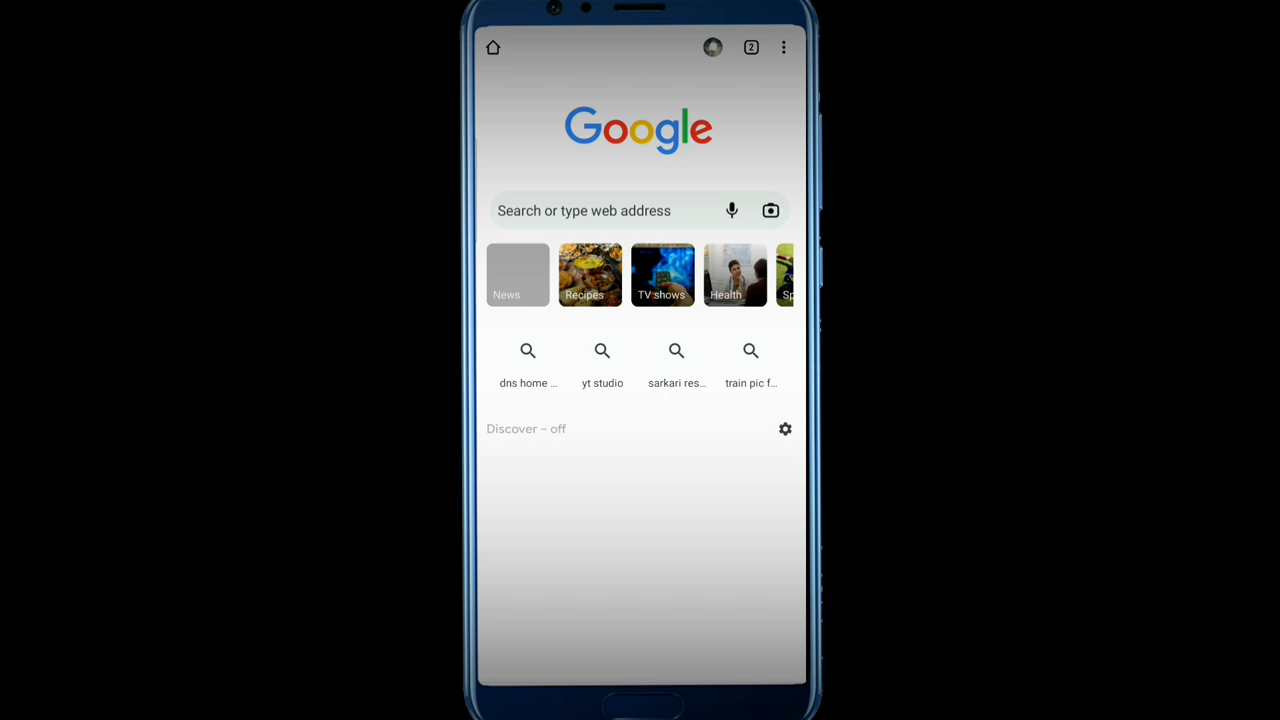 2
Google
Search or type web address
News
Recipes
TV shows
Health
Sp
dns home ...
yt studio
sarkari res...
train pic f...
Discover – off